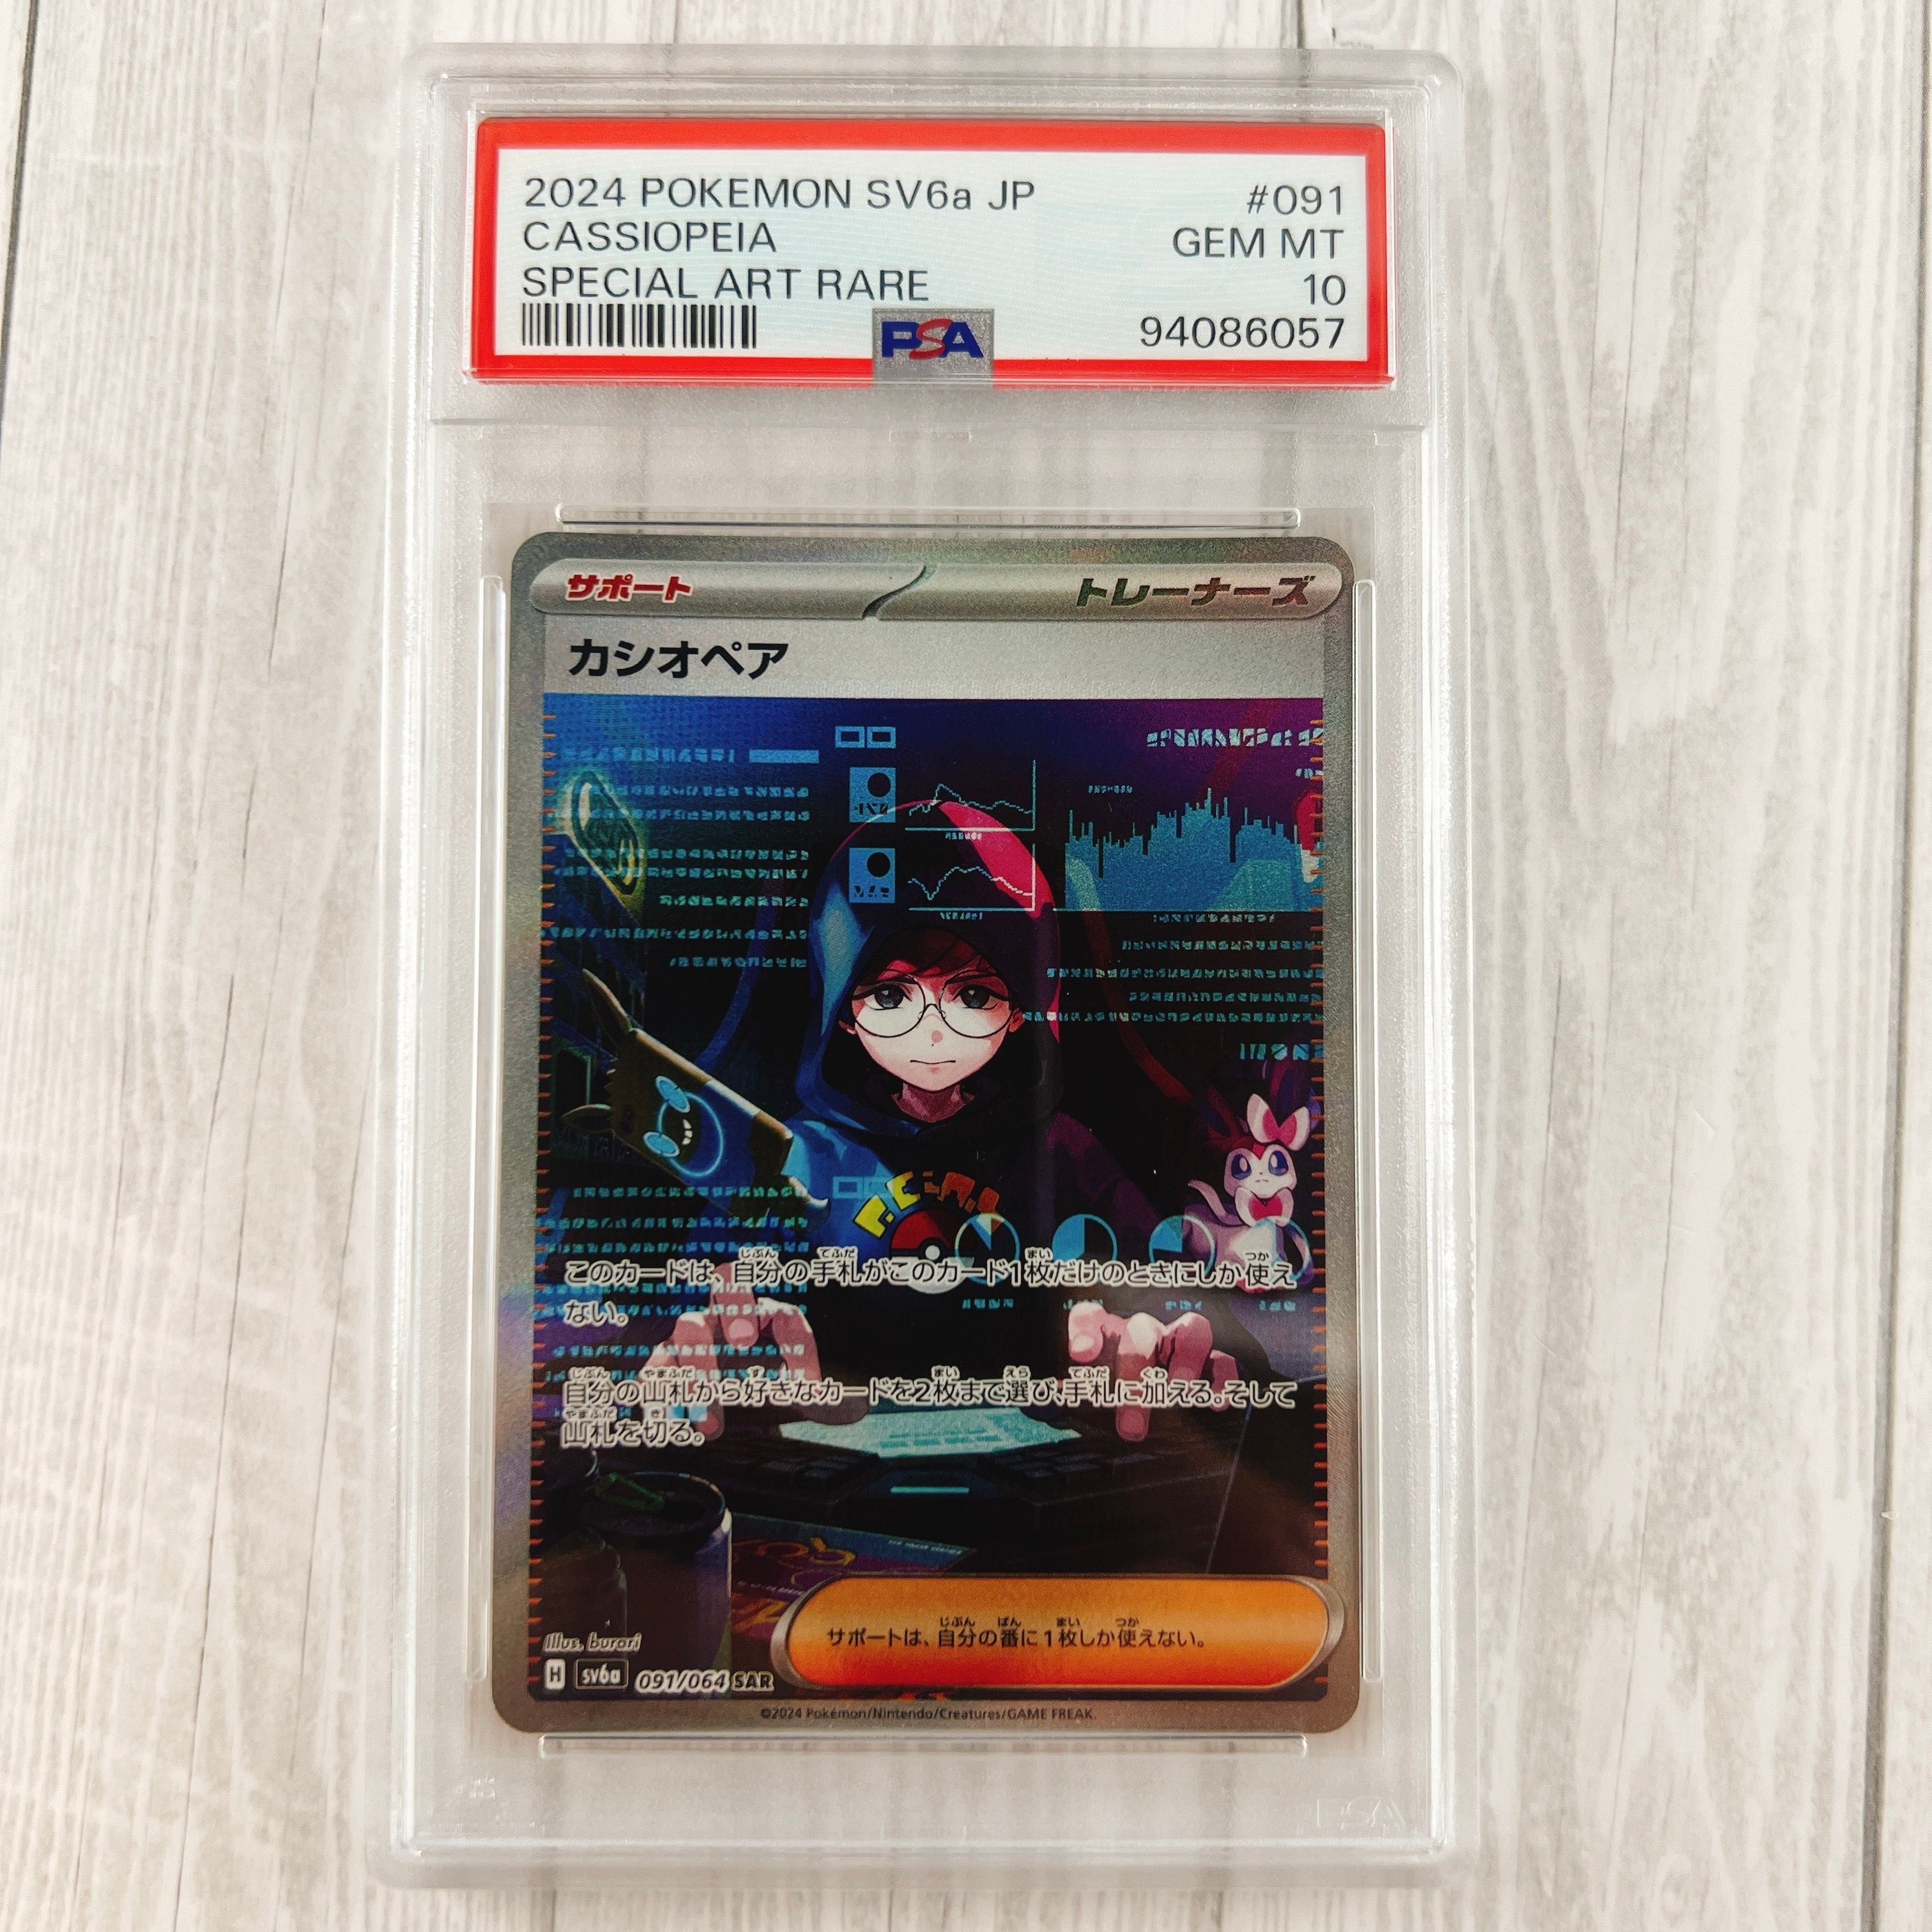 2024 POKEMON SV6a JP #091
CASSIOPEIA GEM MT
SPECIAL ART RARE 10
PSA 94086057
サポート トレーナーズ
カシオペア
このカードは、自分の手札がこのカード1枚だけのときにしか使え
ない。
自分の山札から好きなカードを2枚まで選び、手札に加える。そして
山札を切る。
サポートは、自分の番に1枚しか使えない。
Illus. burari
H sv6a 091/064 SAR
©2024 Pokémon/Nintendo/Creatures/GAME FREAK.
PSA